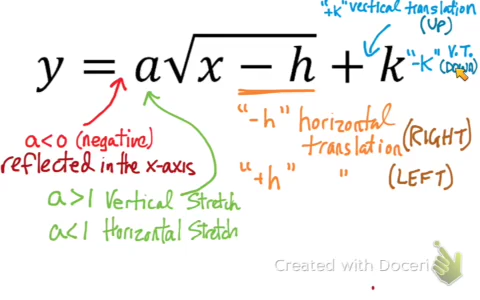 "+k" vertical translation
(UP)
y = a√x − h + k
"-K" V.T.
(DOWN)
a<0 (negative)
reflected in the x-axis
"-h" horizontal
translation
(RIGHT)
"+h" " (LEFT)
a>1 Vertical Stretch
a<1 Horizontal Stretch
Created with Doceri